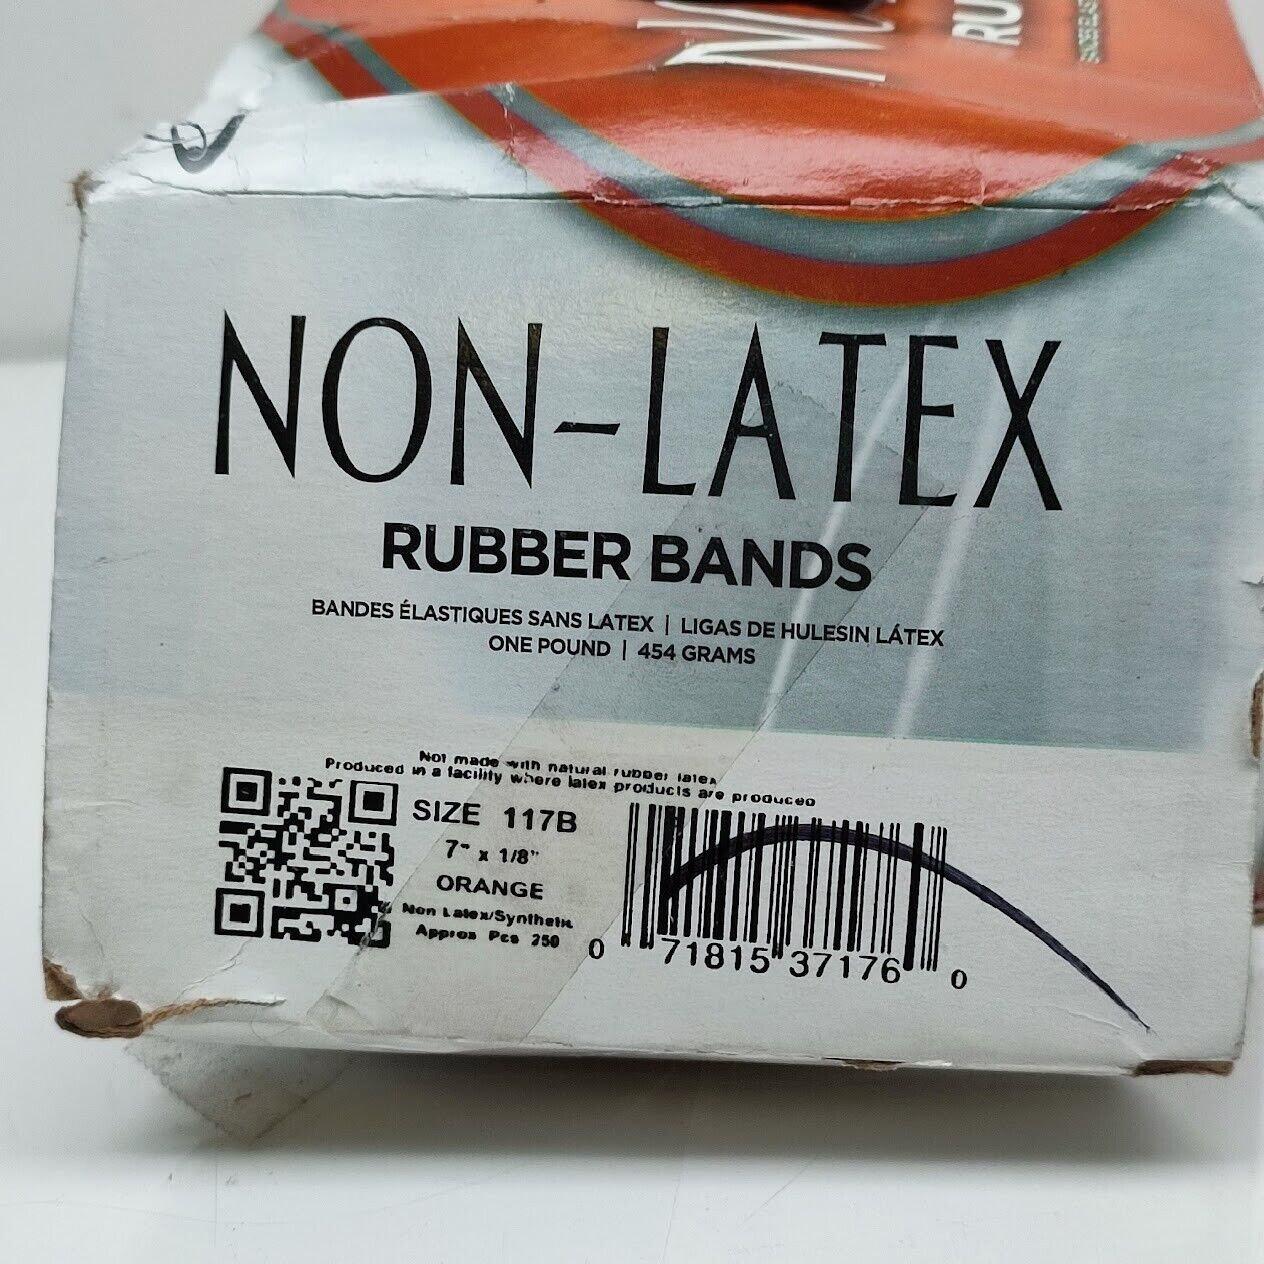 RU
NON-LATEX
RUBBER BANDS
BANDES ÉLASTIQUES SANS LATEX | LIGAS DE HULESIN LÁTEX
ONE POUND | 454 GRAMS
Not made with natural rubber latex
Produced in a facility where latex products are produced
SIZE 117B
7" x 1/8"
ORANGE
Non Latex/Synthetic
Approx Pcs 250
0 71815 37176 0